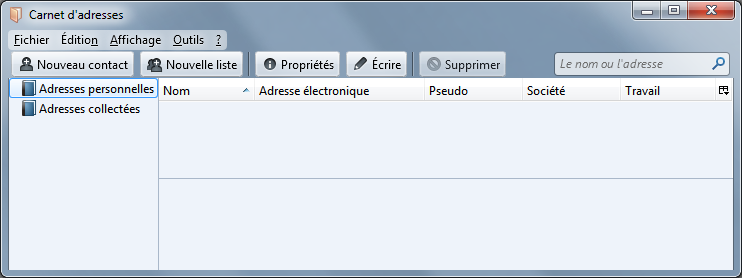 Carnet d'adresses
Fichier Édition Affichage Outils ?
Nouveau contact Nouvelle liste Propriétés Écrire Supprimer Le nom ou l'adresse
Adresses personnelles
Adresses collectées
Nom Adresse électronique Pseudo Société Travail